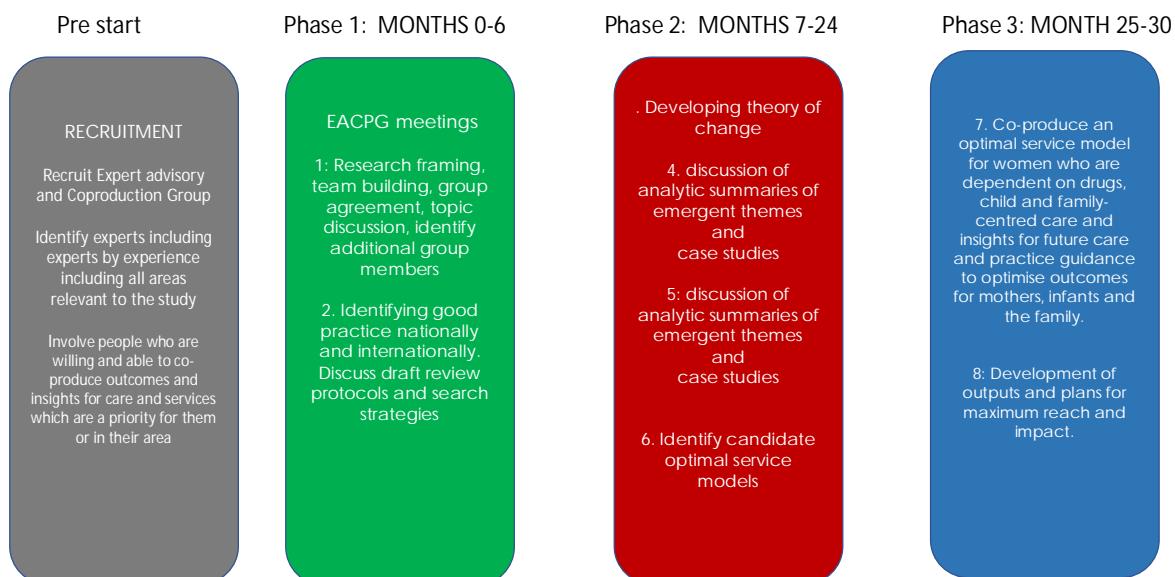 Pre start
RECRUITMENT
Recruit Expert advisory
and Coproduction Group
Identify experts including
experts by experience
including all areas
relevant to the study
Involve people who are
willing and able to co-
produce outcomes and
insights for care and services
which are a priority for them
or in their area
Phase 1:  MONTHS 0-6
EACPG meetings
1: Research framing,
team building, group
agreement, topic
discussion, identify
additional group
members
2. Identifying good
practice nationally
and internationally.
Discuss draft review
protocols and search
strategies
Phase 2:  MONTHS 7-24
. Developing theory of
change
4. discussion of
analytic summaries of
emergent themes
and
case studies
5: discussion of
analytic summaries of
emergent themes
and
case studies
6. Identify candidate
optimal service
models
Phase 3: MONTH 25-30
7. Co-produce an
optimal service model
for women who are
dependent on drugs,
child and family-
centred care and
insights for future care
and practice guidance
to optimise outcomes
for mothers, infants and
the family.
8: Development of
outputs and plans for
maximum reach and
impact.